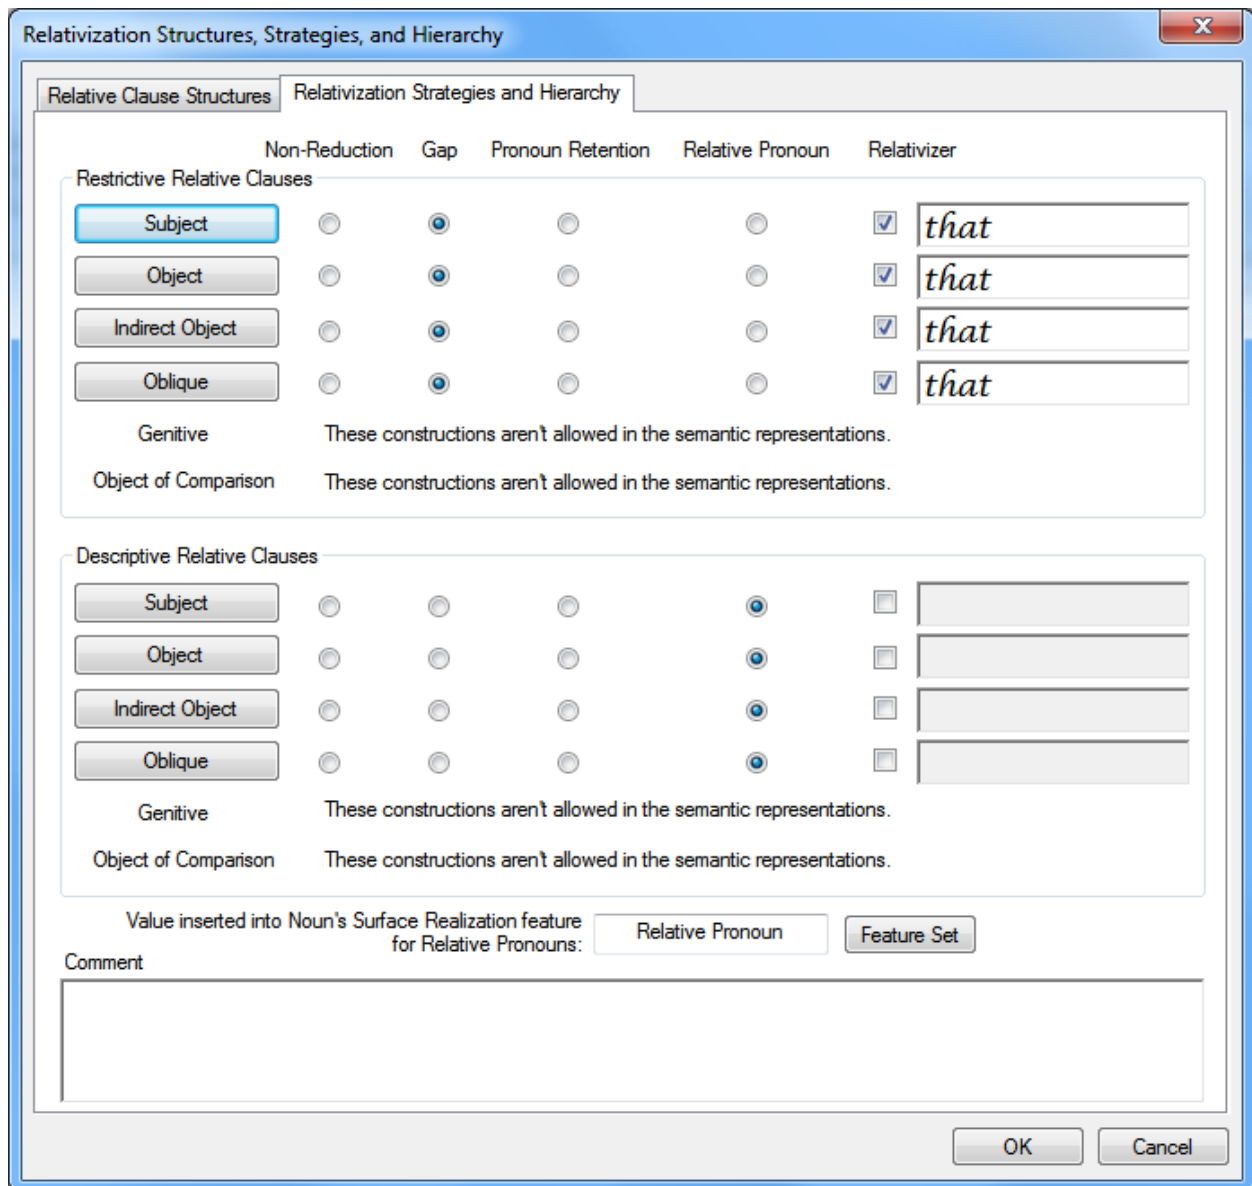 Relativization Structures, Strategies, and Hierarchy
Relative Clause Structures Relativization Strategies and Hierarchy
Non-Reduction Gap Pronoun Retention Relative Pronoun Relativizer
Restrictive Relative Clauses
Subject that
Object that
Indirect Object that
Oblique that
Genitive These constructions aren't allowed in the semantic representations.
Object of Comparison These constructions aren't allowed in the semantic representations.
Descriptive Relative Clauses
Subject
Object
Indirect Object
Oblique
Genitive These constructions aren't allowed in the semantic representations.
Object of Comparison These constructions aren't allowed in the semantic representations.
Value inserted into Noun's Surface Realization feature
for Relative Pronouns: Relative Pronoun Feature Set
Comment
OK Cancel